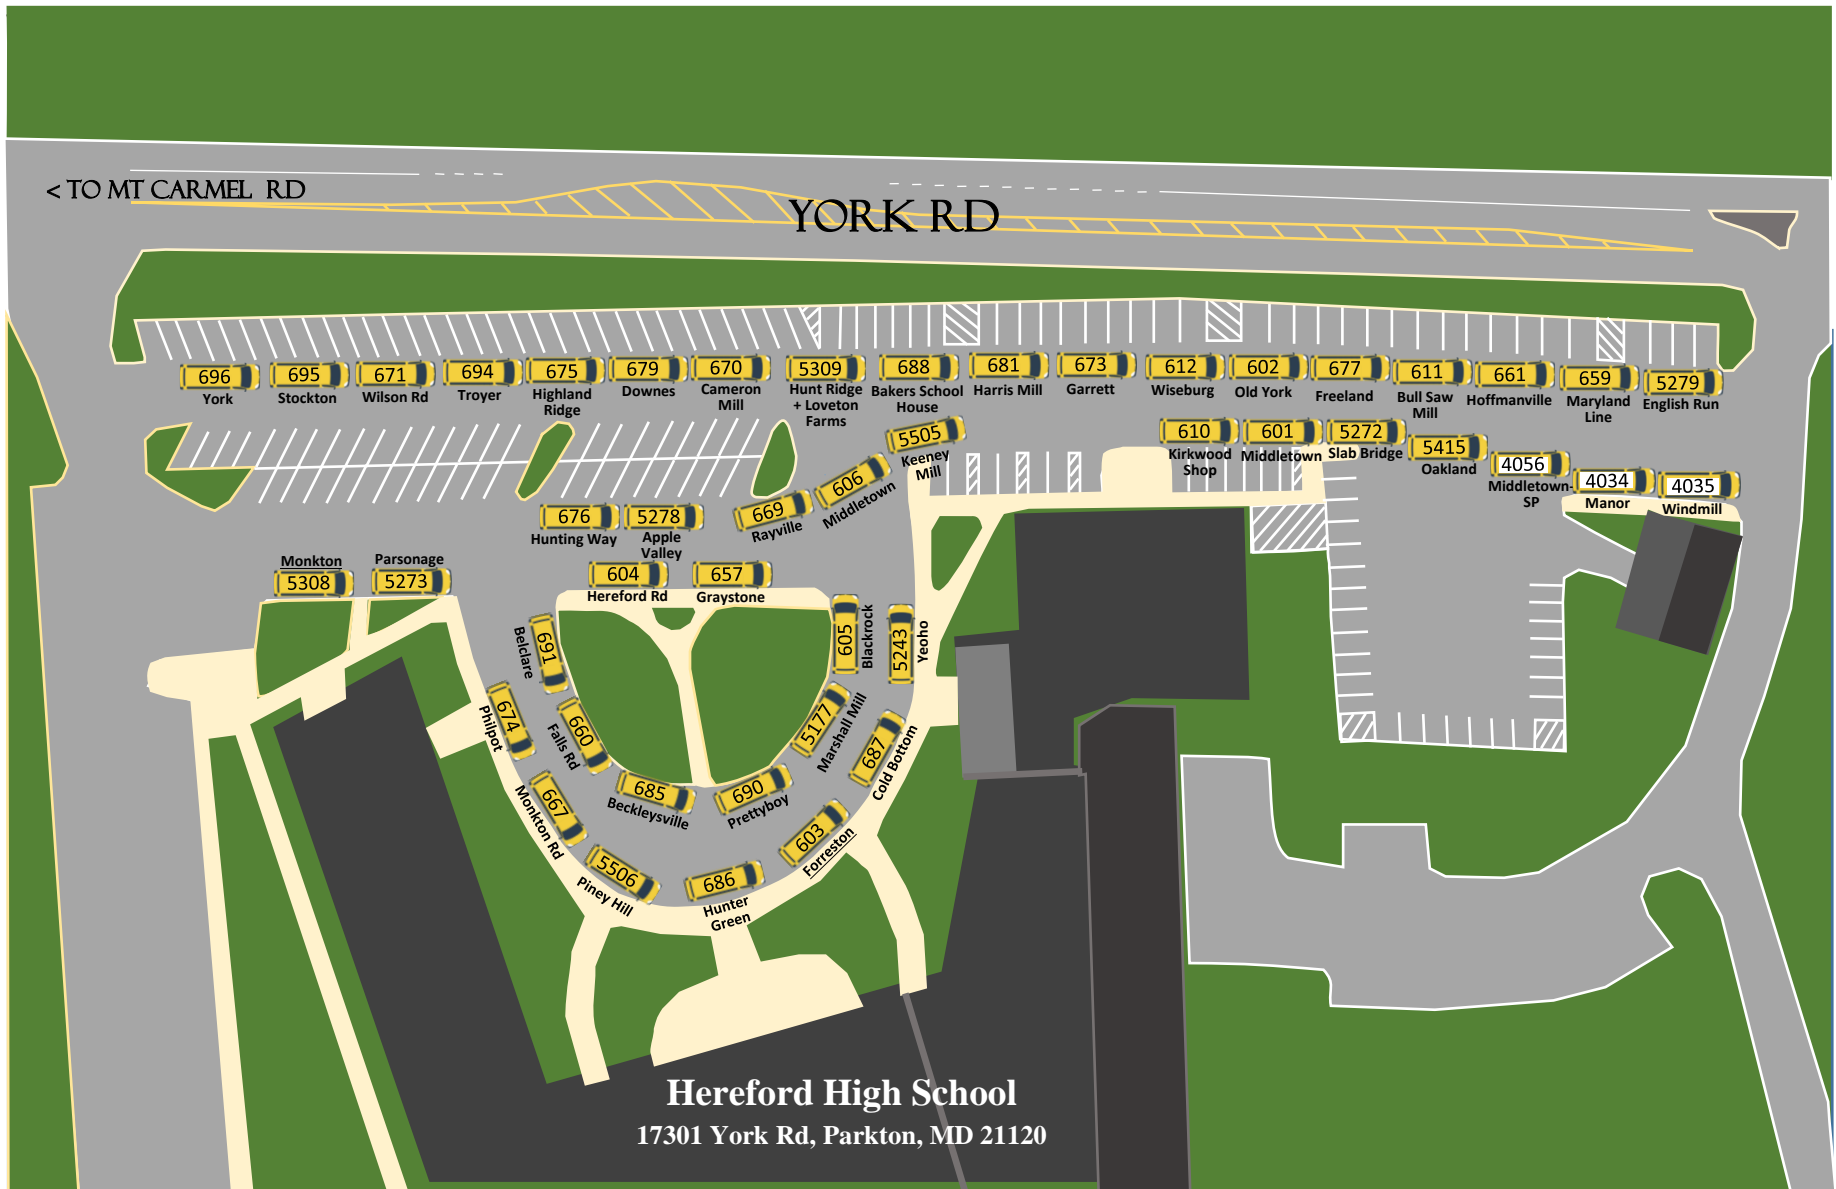 < TO MT CARMEL RD
YORK RD
696
695
671
694
675
679
670
5309
688
681
673
612
602
677
611
661
659
5279
York
Stockton
Wilson Rd
Troyer
Highland
Ridge
Downes
Cameron
Mill
Hunt Ridge
+ Loveton
Farms
Bakers School
House
Harris Mill
Garrett
Wiseburg
Old York
Freeland
Bull Saw
Mill
Hoffmanville
Maryland
Line
English Run
5505
Keeney
Mill
610
Kirkwood
Shop
601
Middletown
5272
Slab Bridge
5415
Oakland
4056
Middletown-
SP
4034
Manor
4035
Windmill
606
Middletown
669
Rayville
676
Hunting Way
5278
Apple
Valley
Monkton
5308
Parsonage
5273
604
Hereford Rd
657
Graystone
691
Belclare
605
Blackrock
5243
Yeoho
674
Philpot
660
Falls Rd
5177
Marshall Mill
687
Cold Bottom
667
Monkton Rd
685
Beckleysville
690
Prettyboy
603
Forreston
5506
Piney Hill
686
Hunter
Green
Hereford High School
17301 York Rd, Parkton, MD 21120